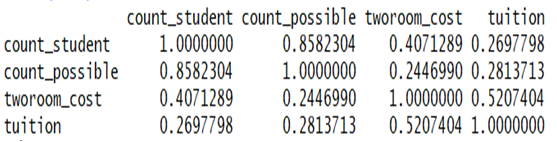 count_student count_possible tworoom_cost tuition
count_student 1.0000000 0.8582304 0.4071289 0.2697798
count_possible 0.8582304 1.0000000 0.2446990 0.2813713
tworoom_cost 0.4071289 0.2446990 1.0000000 0.5207404
tuition 0.2697798 0.2813713 0.5207404 1.0000000